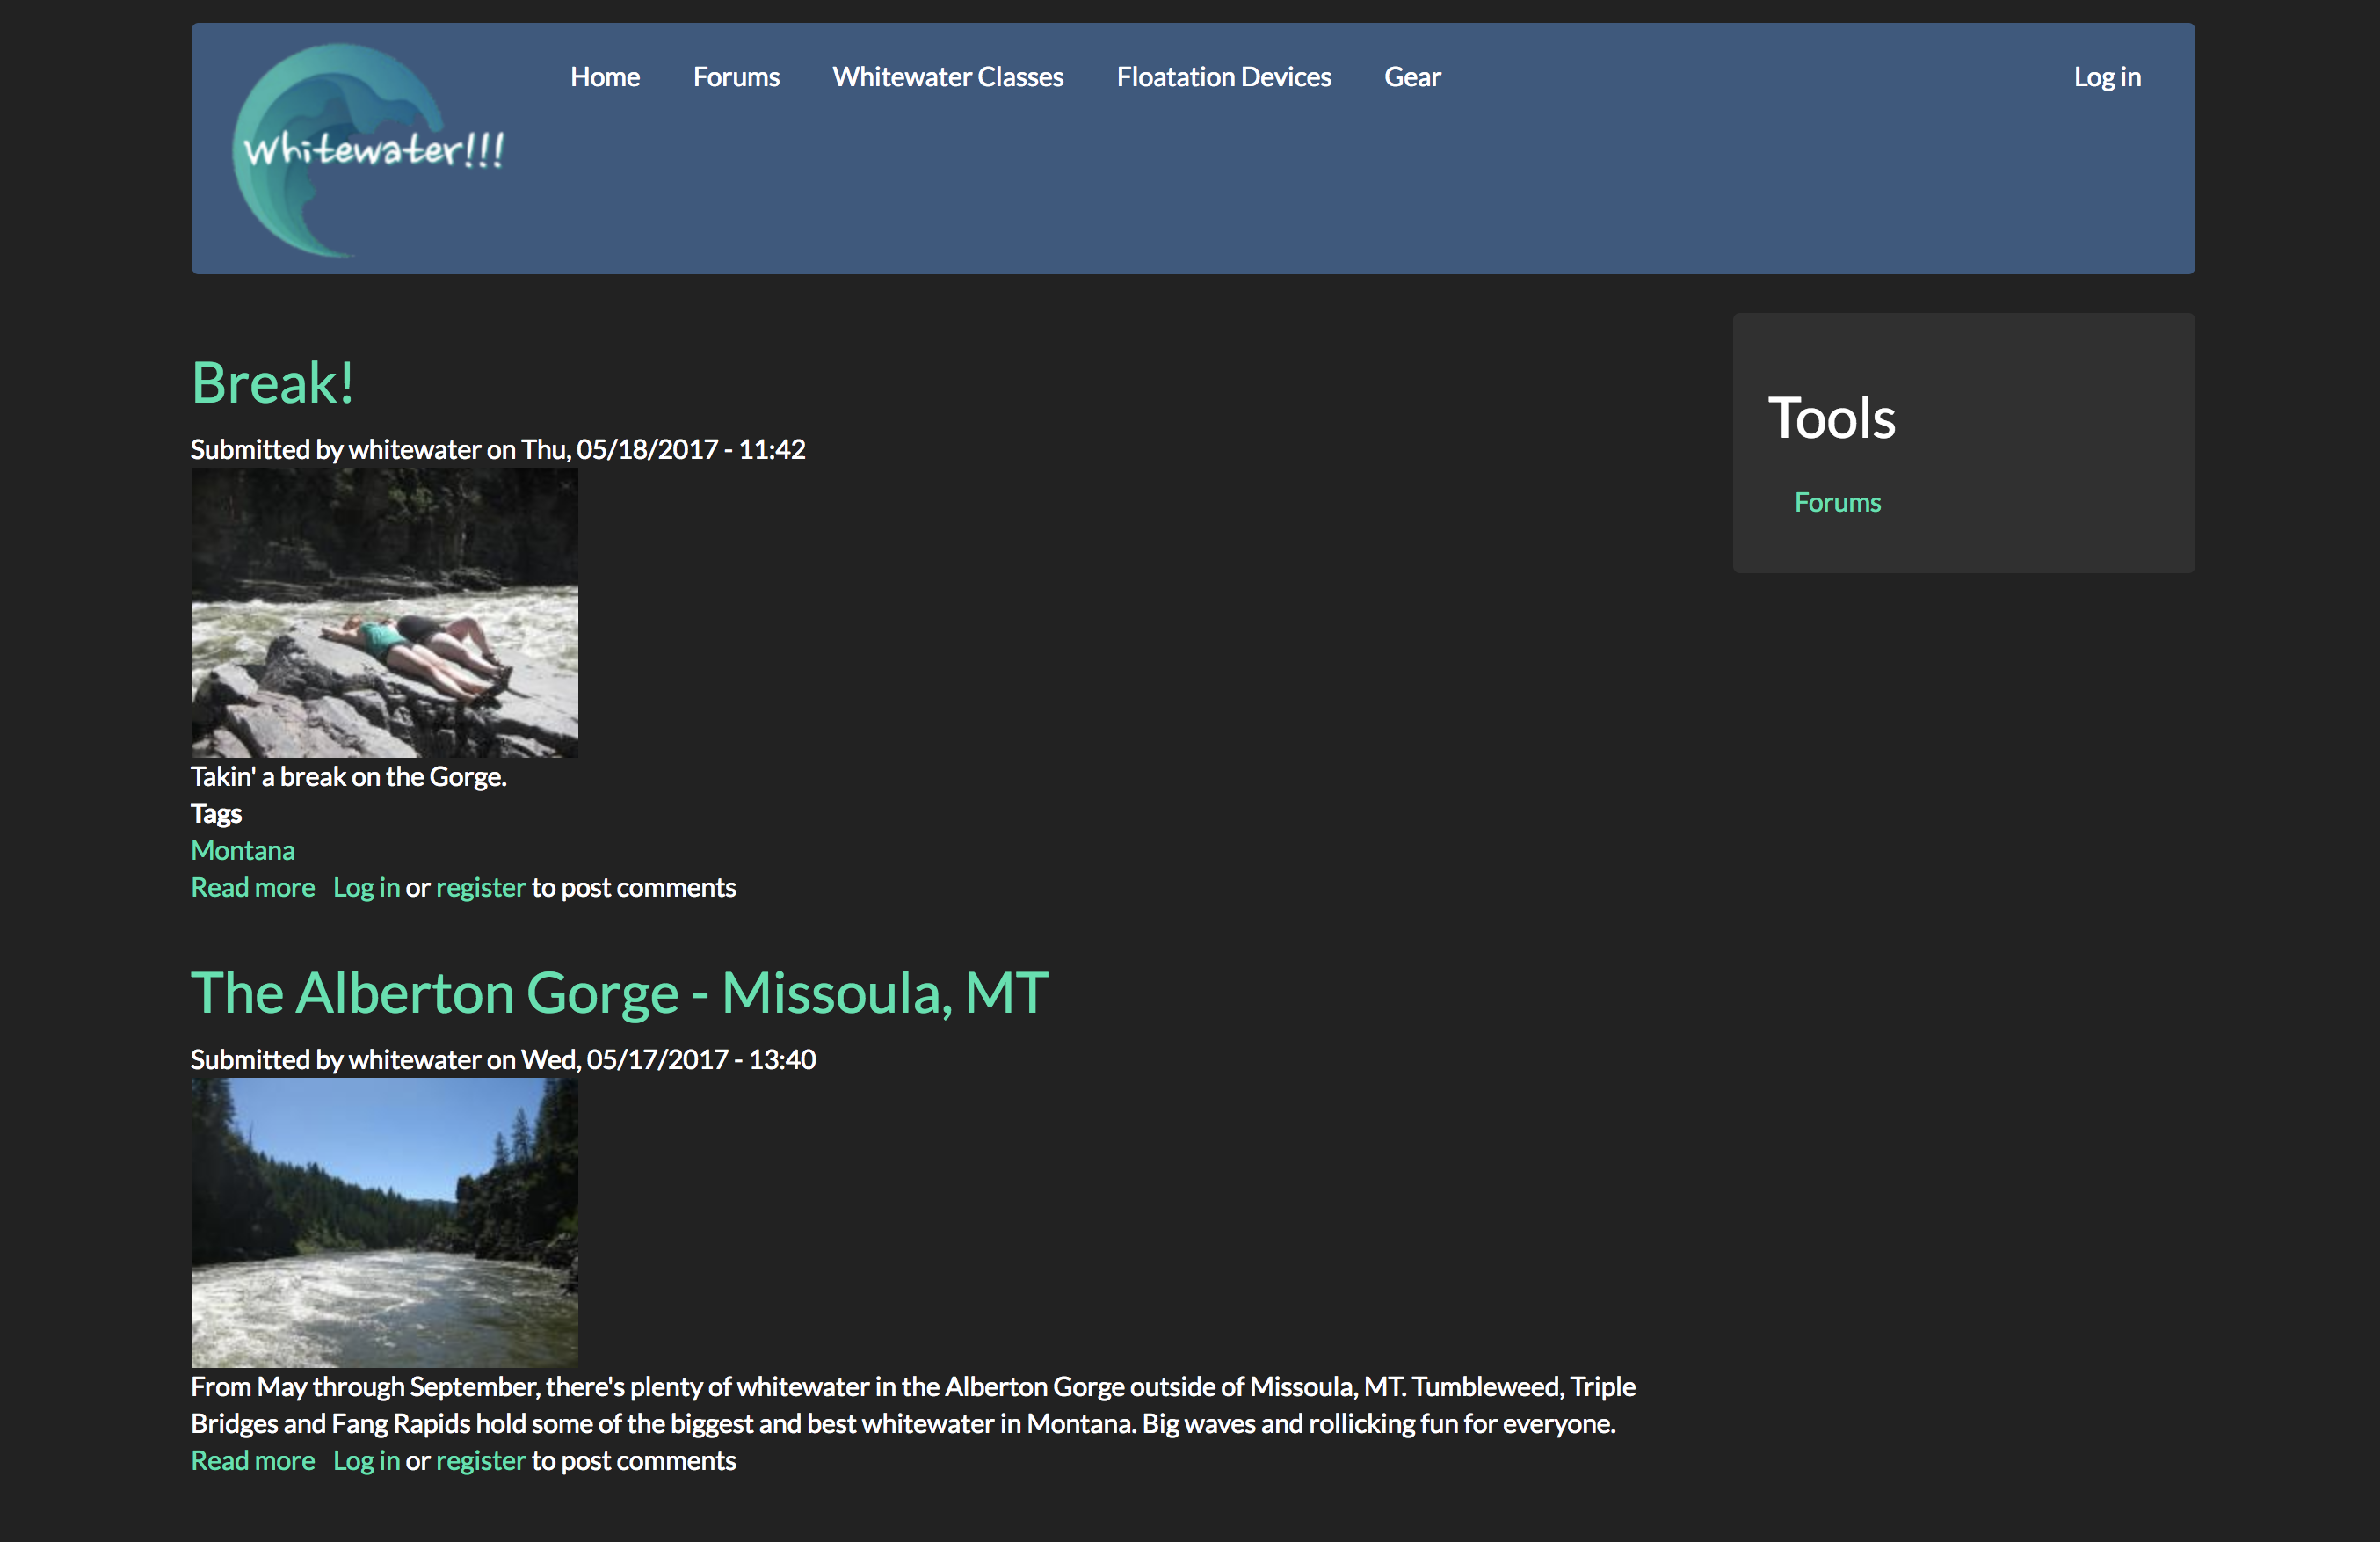 Whitewater!!!
Home Forums Whitewater Classes Floatation Devices Gear Log in
Break!
Submitted by whitewater on Thu, 05/18/2017 - 11:42
Takin' a break on the Gorge.
Tags
Montana
Read more Log in or register to post comments
The Alberton Gorge - Missoula, MT
Submitted by whitewater on Wed, 05/17/2017 - 13:40
From May through September, there's plenty of whitewater in the Alberton Gorge outside of Missoula, MT. Tumbleweed, Triple
Bridges and Fang Rapids hold some of the biggest and best whitewater in Montana. Big waves and rollicking fun for everyone.
Read more Log in or register to post comments
Tools
Forums